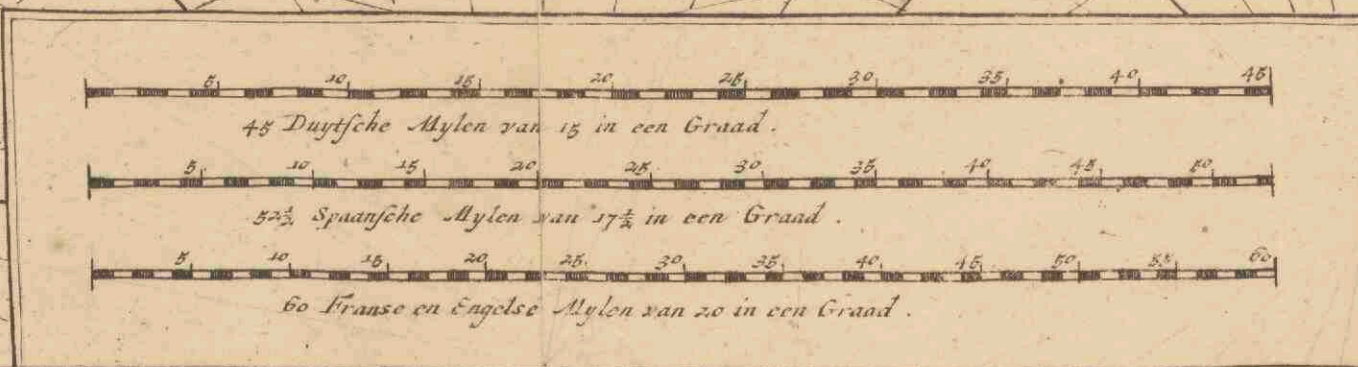 5 10 15 20 25 30 35 40 45
45 Duytsche Mylen van 15 in een Graad.
5 10 15 20 25 30 35 40 45 50
52½ Spaansche Mylen van 17½ in een Graad.
5 10 15 20 25 30 35 40 45 50 55 60
60 Franse en Engelse Mylen van 20 in een Graad.